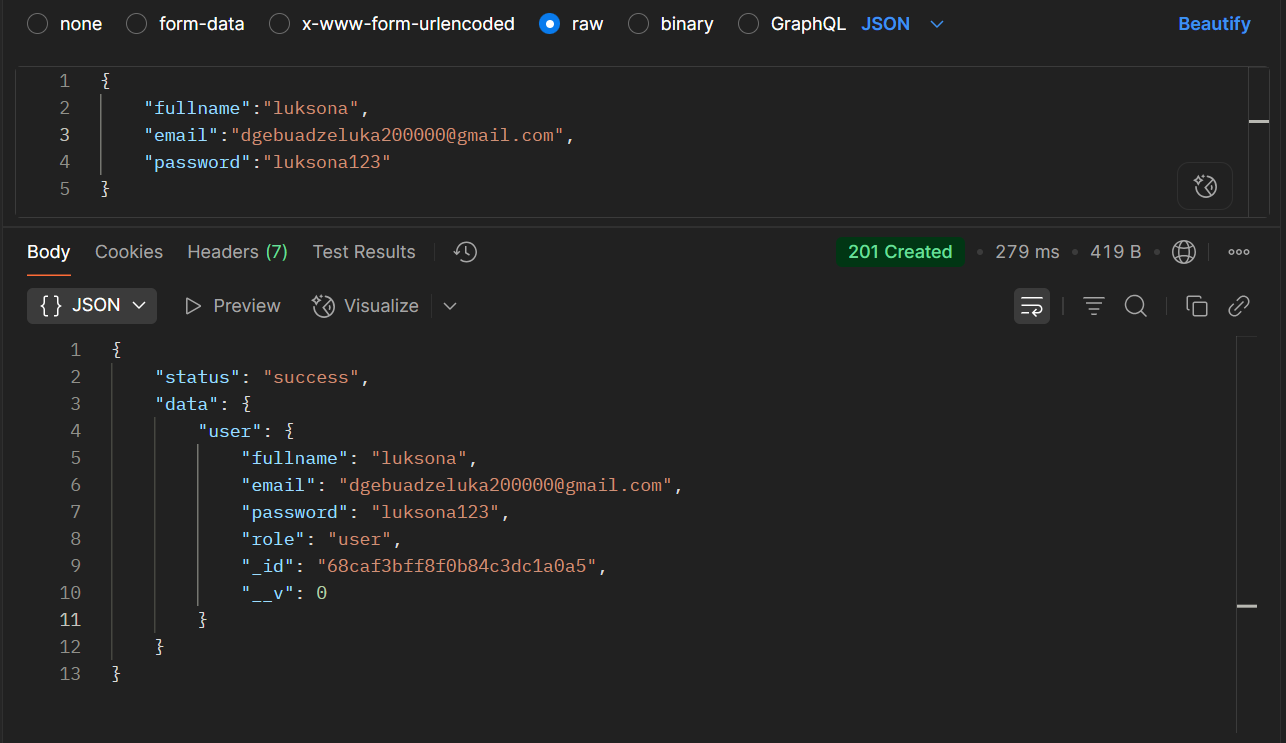 none form-data x-www-form-urlencoded raw binary GraphQL JSON Beautify
1 {
2 "fullname":"luksona",
3 "email":"dgebuadzeluka200000@gmail.com",
4 "password":"luksona123"
5 }
Body Cookies Headers (7) Test Results 201 Created 279 ms 419 B
{} JSON Preview Visualize
1 {
2 "status": "success",
3 "data": {
4 "user": {
5 "fullname": "luksona",
6 "email": "dgebuadzeluka200000@gmail.com",
7 "password": "luksona123",
8 "role": "user",
9 "_id": "68caf3bff8f0b84c3dc1a0a5",
10 "__v": 0
11 }
12 }
13 }